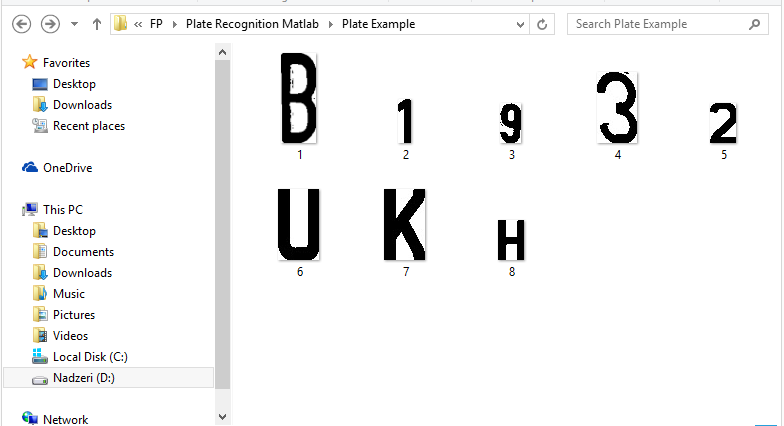 FP Plate Recognition Matlab Plate Example
Search Plate Example
Favorites
Desktop
Downloads
Recent places
OneDrive
This PC
Desktop
Documents
Downloads
Music
Pictures
Videos
Local Disk (C:)
Nadzeri (D:)
Network
B 1 9 3 2
1 2 3 4 5
U K H
6 7 8